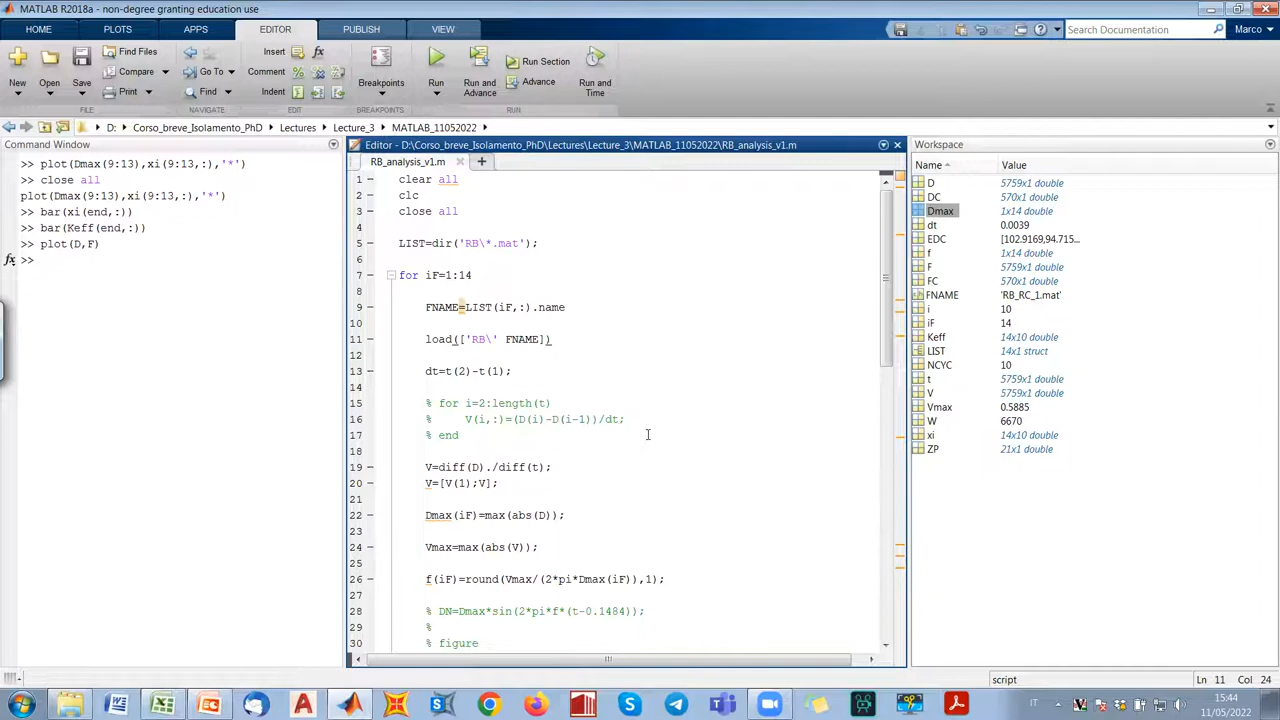 MATLAB R2018a - non-degree granting education use
HOME PLOTS APPS EDITOR PUBLISH VIEW
Search Documentation
Marco
New Open Save
Find Files
Compare
Print
FILE
Go To
Find
NAVIGATE
Insert
Comment
Indent
EDIT
Breakpoints
BREAKPOINTS
Run
Run and Advance
Run Section
Advance
Run and Time
RUN
D: Corso_breve_Isolamento_PhD Lectures Lecture_3 MATLAB_11052022
Command Window
>> plot(Dmax(9:13),xi(9:13,:),'*')
>> close all
plot(Dmax(9:13),xi(9:13,:),'*')
>> bar(xi(end,:))
>> bar(Keff(end,:))
>> plot(D,F)
fx >>
Editor - D:\Corso_breve_Isolamento_PhD\Lectures\Lecture_3\MATLAB_11052022\RB_analysis_v1.m
RB_analysis_v1.m
1 clear all
2 clc
3 close all
4
5 LIST=dir('RB\*.mat');
6
7 for iF=1:14
8
9 FNAME=LIST(iF,:).name
10
11 load(['RB\' FNAME])
12
13 dt=t(2)-t(1);
14
15 % for i=2:length(t)
16 % V(i,:)=(D(i)-D(i-1))/dt;
17 % end
18
19 V=diff(D)./diff(t);
20 V=[V(1);V];
21
22 Dmax(iF)=max(abs(D));
23
24 Vmax=max(abs(V));
25
26 f(iF)=round(Vmax/(2*pi*Dmax(iF)),1);
27
28 % DN=Dmax*sin(2*pi*f*(t-0.1484));
29 %
30 % figure
Workspace
Name Value
D 5759x1 double
DC 570x1 double
Dmax 1x14 double
dt 0.0039
EDC [102.9169,94.715...
f 1x14 double
F 5759x1 double
FC 570x1 double
FNAME 'RB_RC_1.mat'
i 10
iF 14
Keff 14x10 double
LIST 14x1 struct
NCYC 10
t 5759x1 double
V 5759x1 double
Vmax 0.5885
W 6670
xi 14x10 double
ZP 21x1 double
script
Ln 11 Col 24
IT
15:44
11/05/2022